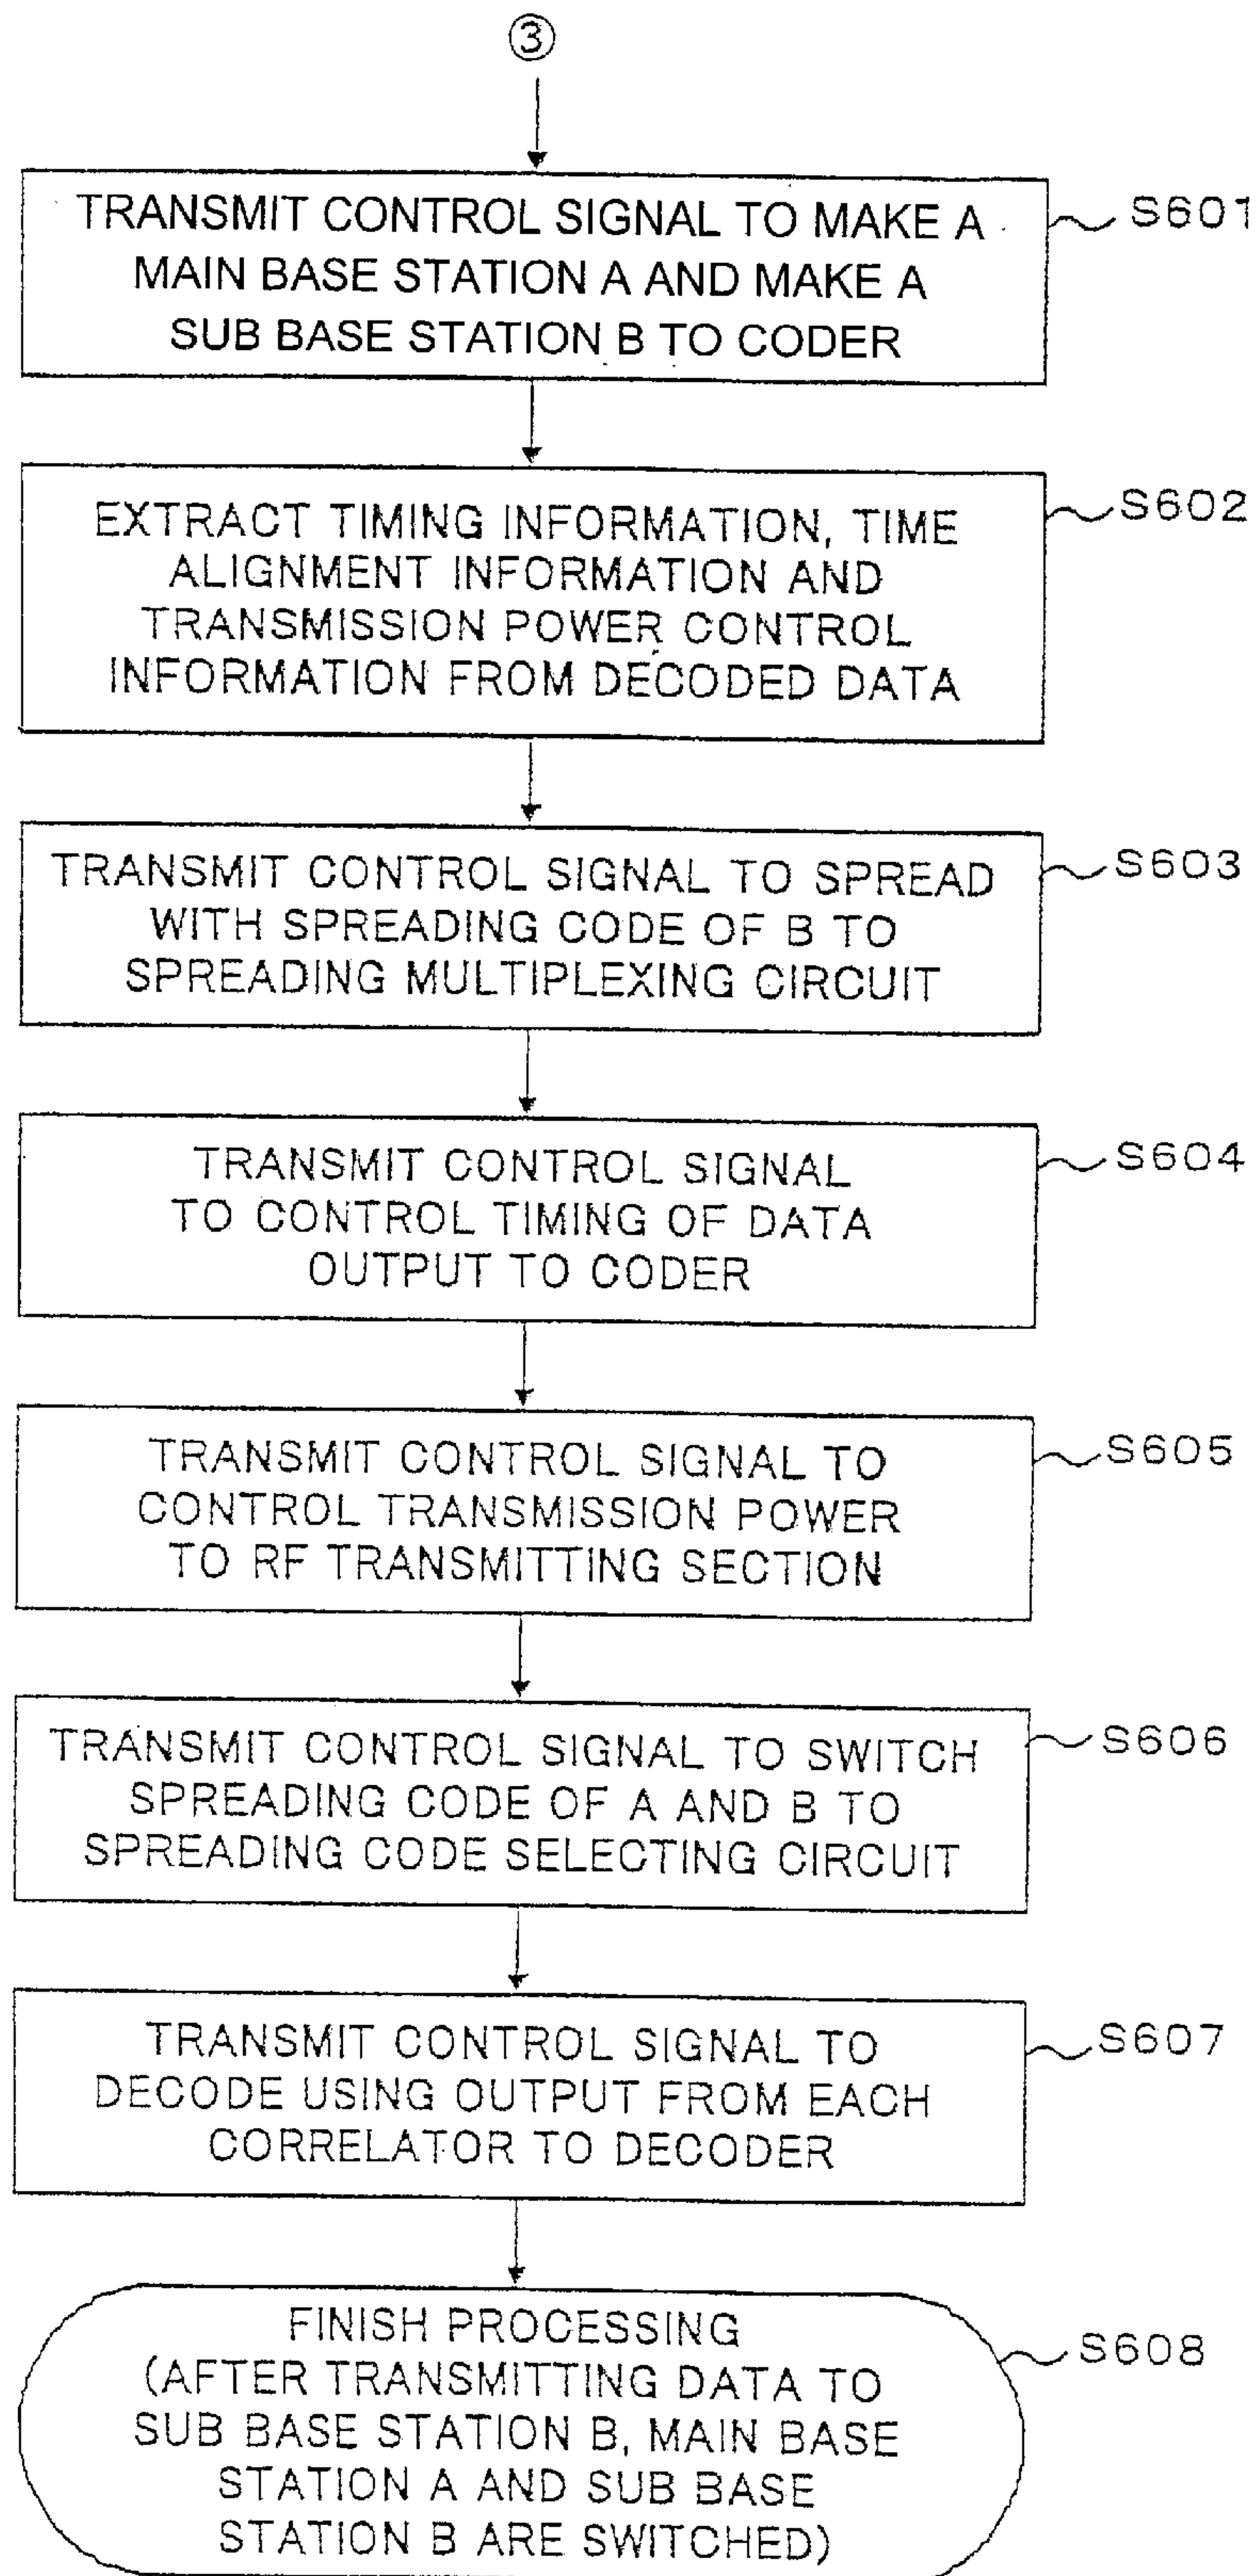 ③
TRANSMIT CONTROL SIGNAL TO MAKE A
MAIN BASE STATION A AND MAKE A
SUB BASE STATION B TO CODER
S601
EXTRACT TIMING INFORMATION, TIME
ALIGNMENT INFORMATION AND
TRANSMISSION POWER CONTROL
INFORMATION FROM DECODED DATA
S602
TRANSMIT CONTROL SIGNAL TO SPREAD
WITH SPREADING CODE OF B TO
SPREADING MULTIPLEXING CIRCUIT
S603
TRANSMIT CONTROL SIGNAL
TO CONTROL TIMING OF DATA
OUTPUT TO CODER
S604
TRANSMIT CONTROL SIGNAL TO
CONTROL TRANSMISSION POWER
TO RF TRANSMITTING SECTION
S605
TRANSMIT CONTROL SIGNAL TO SWITCH
SPREADING CODE OF A AND B TO
SPREADING CODE SELECTING CIRCUIT
S606
TRANSMIT CONTROL SIGNAL TO
DECODE USING OUTPUT FROM EACH
CORRELATOR TO DECODER
S607
FINISH PROCESSING
(AFTER TRANSMITTING DATA TO
SUB BASE STATION B, MAIN BASE
STATION A AND SUB BASE
STATION B ARE SWITCHED)
S608